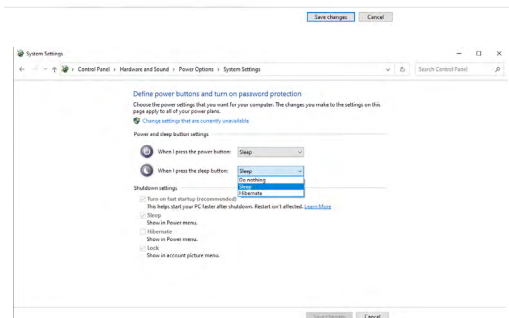 Save changes Cancel
System Settings
Control Panel › Hardware and Sound › Power Options › System Settings
Search Control Panel
Define power buttons and turn on password protection
Choose the power settings that you want for your computer. The changes you make to the settings on this
page apply to all of your power plans.
Change settings that are currently unavailable
Power and sleep button settings
When I press the power button: Sleep
When I press the sleep button: Sleep
Do nothing
Sleep
Hibernate
Shutdown settings
Turn on fast startup (recommended)
This helps start your PC faster after shutdown. Restart isn't affected. Learn More
Sleep
Show in Power menu.
Hibernate
Show in Power menu.
Lock
Show in account picture menu.
Save changes Cancel